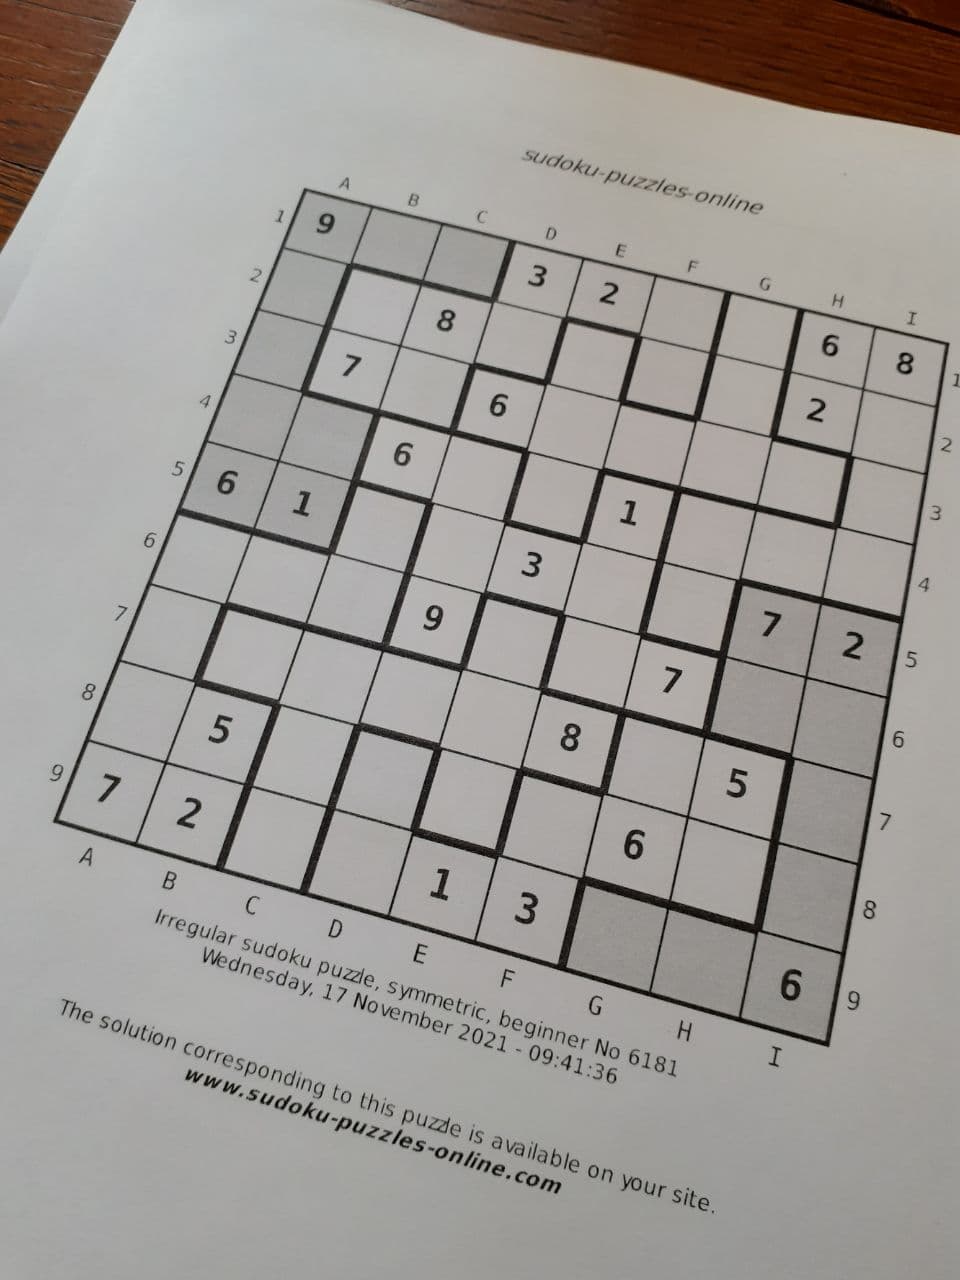 sudoku-puzzles-online
A B C D E F G H I
1 9 3 2 6 8 1
2 8 2 2
3 7 6 3
4 6 1 4
5 6 1 3 7 2 5
6 9 7 6
7 8 5 7
8 5 6 8
9 7 2 1 3 6 9
A B C D E F G H I
Irregular sudoku puzzle, symmetric, beginner No 6181
Wednesday, 17 November 2021 - 09:41:36
The solution corresponding to this puzzle is available on your site.
www.sudoku-puzzles-online.com